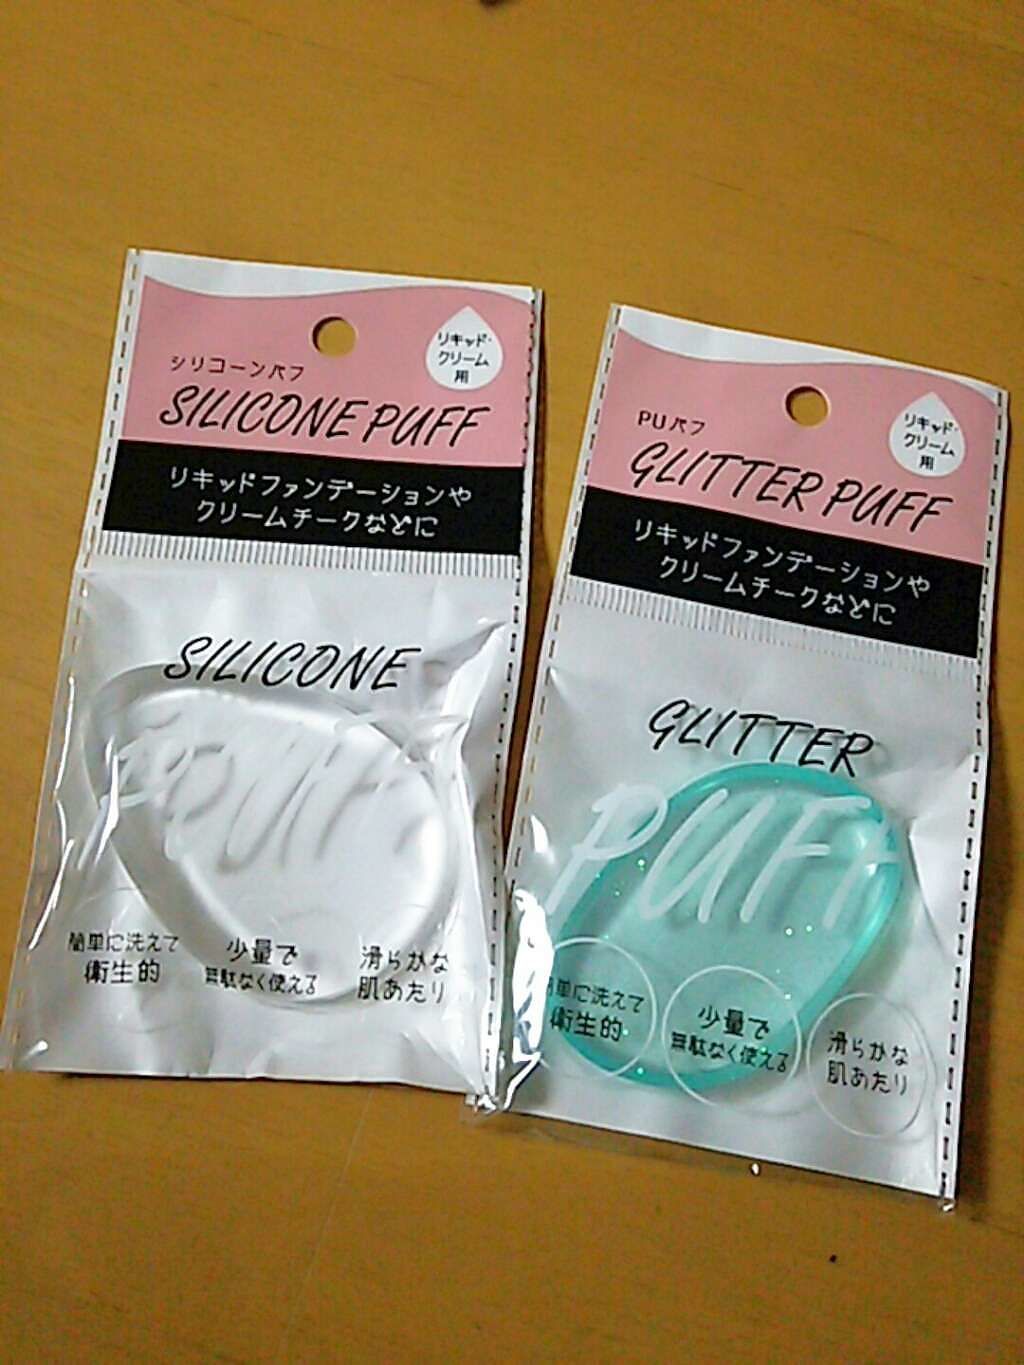 リキッド・
クリーム
用
シリコーンパフ
SILICONE PUFF
リキッドファンデーションや
クリームチークなどに
SILICONE
PUFF
簡単に洗えて
衛生的
少量で
無駄なく使える
滑らかな
肌あたり
リキッド・
クリーム
用
PUパフ
GLITTER PUFF
リキッドファンデーションや
クリームチークなどに
GLITTER
PUFF
簡単に洗えて
衛生的
少量で
無駄なく使える
滑らかな
肌あたり